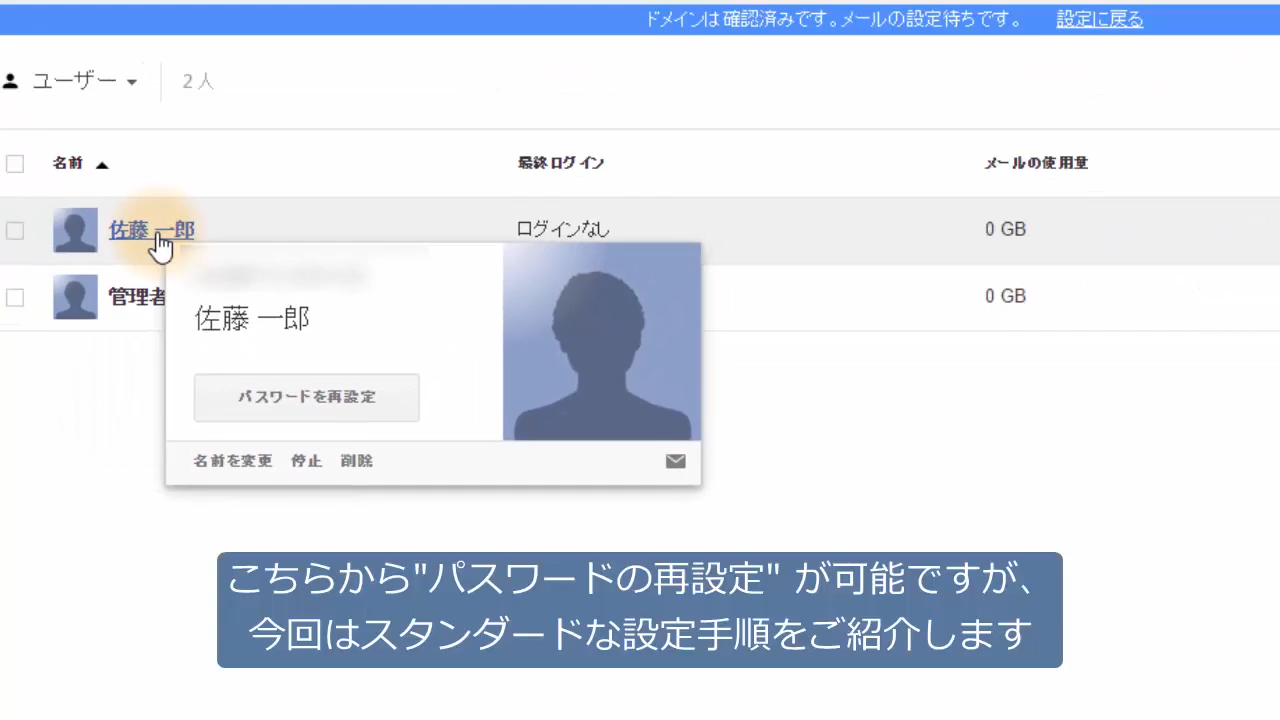 ドメインは確認済みです。メールの設定待ちです。 設定に戻る
ユーザー 2 人
名前 最終ログイン メールの使用量
佐藤 一郎 ログインなし 0 GB
管理者 0 GB
佐藤 一郎
パスワードを再設定
名前を変更 停止 削除
こちらから"パスワードの再設定" が可能ですが、
今回はスタンダードな設定手順をご紹介します